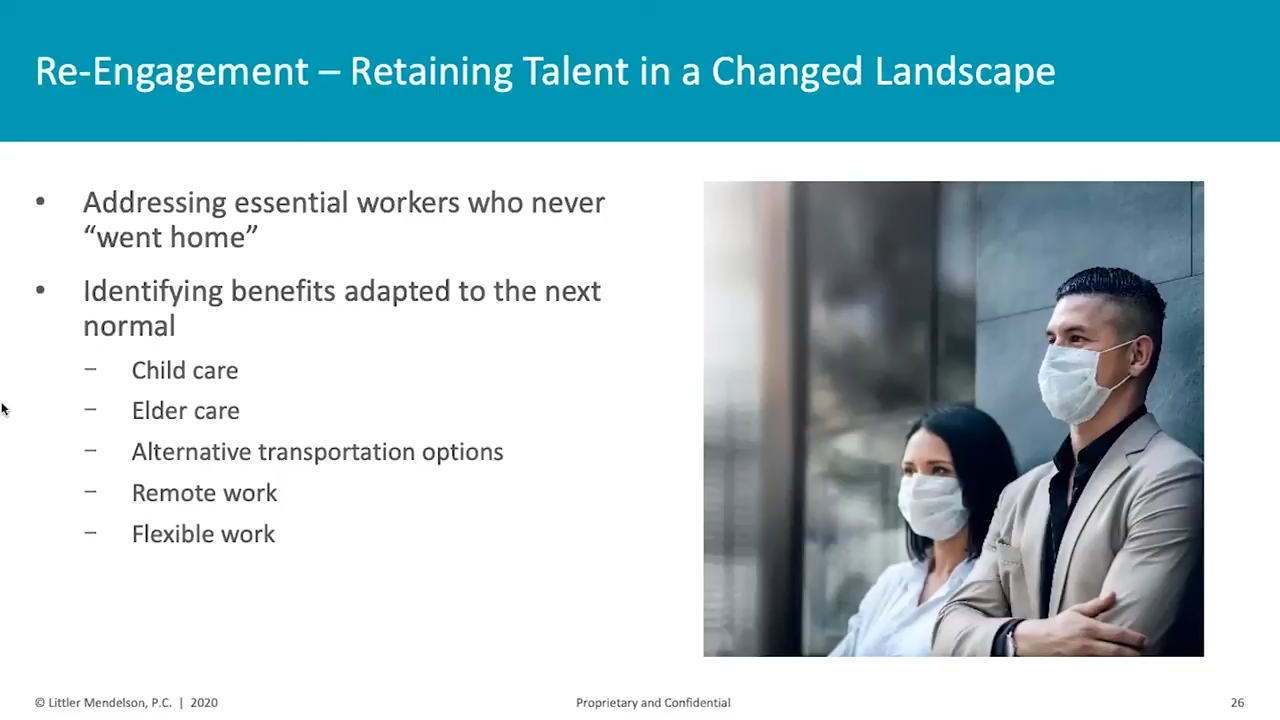 Re-Engagement – Retaining Talent in a Changed Landscape
• Addressing essential workers who never
“went home”
• Identifying benefits adapted to the next
normal
− Child care
− Elder care
− Alternative transportation options
− Remote work
− Flexible work
© Littler Mendelson, P.C. | 2020
Proprietary and Confidential
26